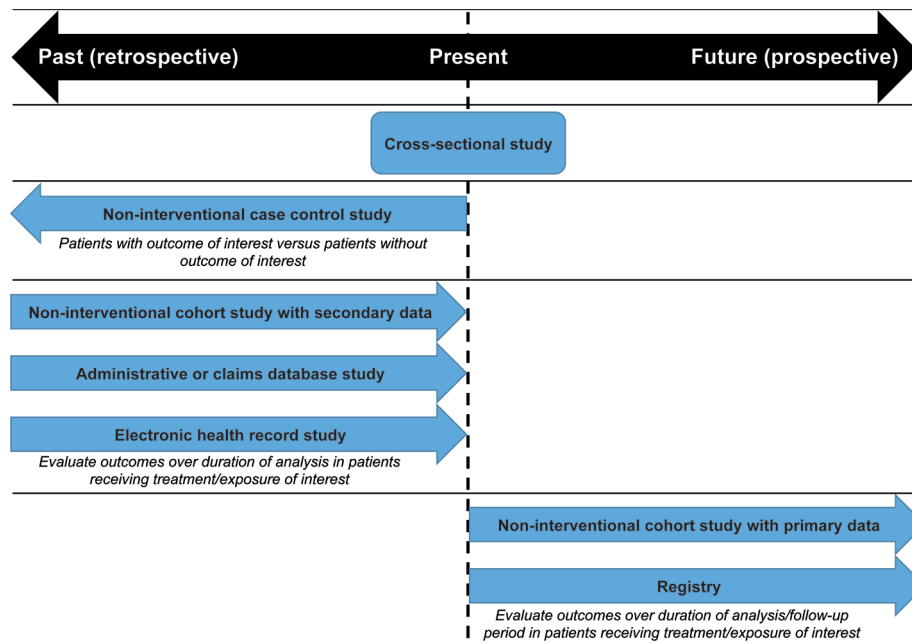 Past (retrospective) Present Future (prospective)
Cross-sectional study
Non-interventional case control study
Patients with outcome of interest versus patients without
outcome of interest
Non-interventional cohort study with secondary data
Administrative or claims database study
Electronic health record study
Evaluate outcomes over duration of analysis in patients
receiving treatment/exposure of interest
Non-interventional cohort study with primary data
Registry
Evaluate outcomes over duration of analysis/follow-up
period in patients receiving treatment/exposure of interest